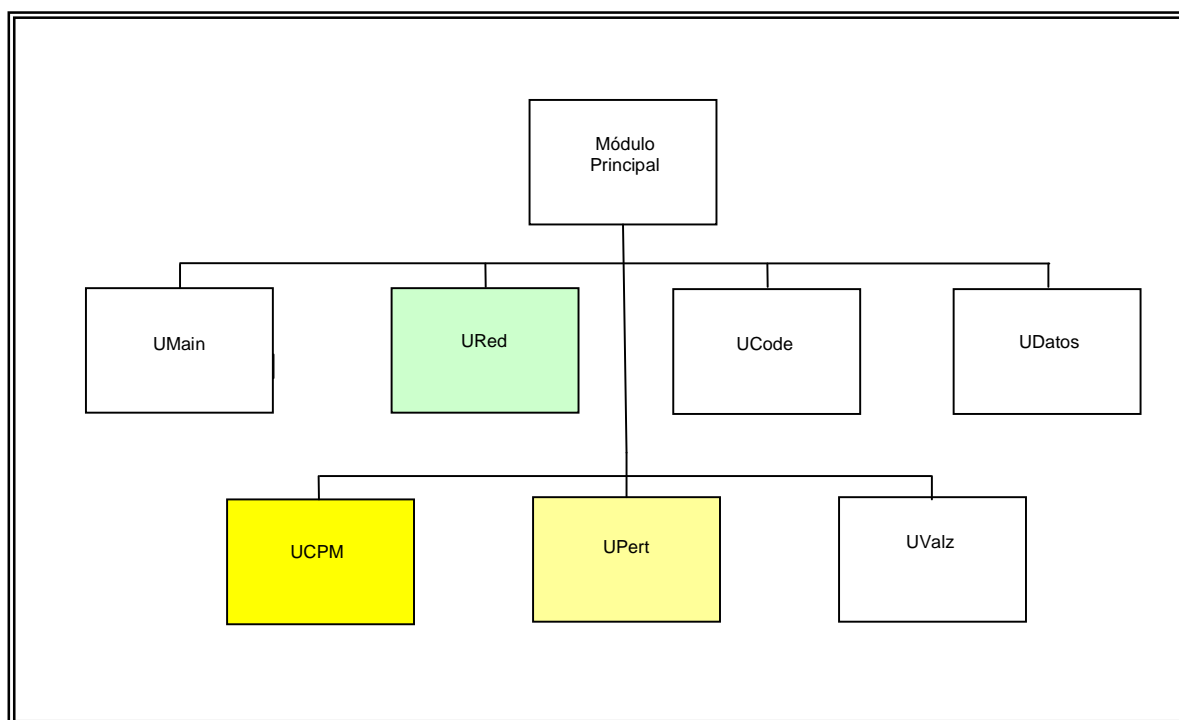 Módulo
Principal
UMain
URed
UCode
UDatos
UCPM
UPert
UValz